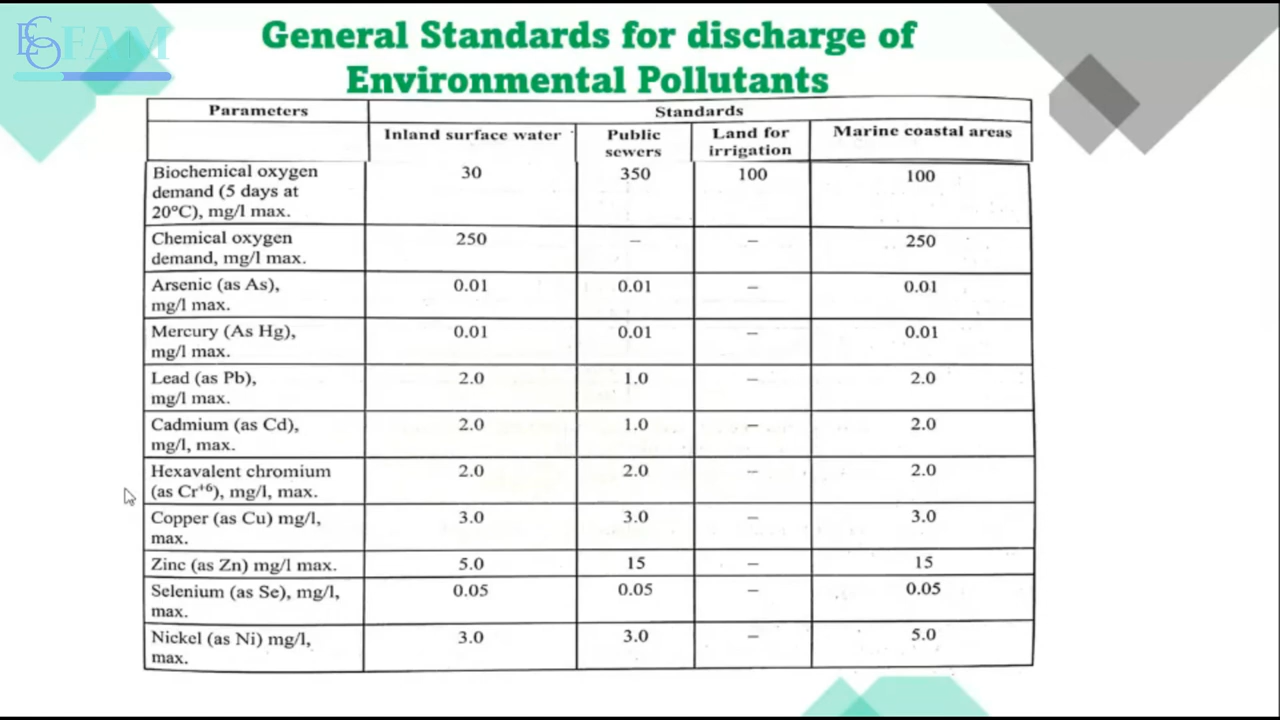 ECO FAM
General Standards for discharge of
Environmental Pollutants
Parameters Standards
Inland surface water Public sewers Land for irrigation Marine coastal areas
Biochemical oxygen demand (5 days at 20°C), mg/l max. 30 350 100 100
Chemical oxygen demand, mg/l max. 250 – – 250
Arsenic (as As), mg/l max. 0.01 0.01 – 0.01
Mercury (As Hg), mg/l max. 0.01 0.01 – 0.01
Lead (as Pb), mg/l max. 2.0 1.0 – 2.0
Cadmium (as Cd), mg/l, max. 2.0 1.0 – 2.0
Hexavalent chromium (as Cr⁺⁶), mg/l, max. 2.0 2.0 – 2.0
Copper (as Cu) mg/l, max. 3.0 3.0 – 3.0
Zinc (as Zn) mg/l max. 5.0 15 – 15
Selenium (as Se), mg/l, max. 0.05 0.05 – 0.05
Nickel (as Ni) mg/l, max. 3.0 3.0 – 5.0